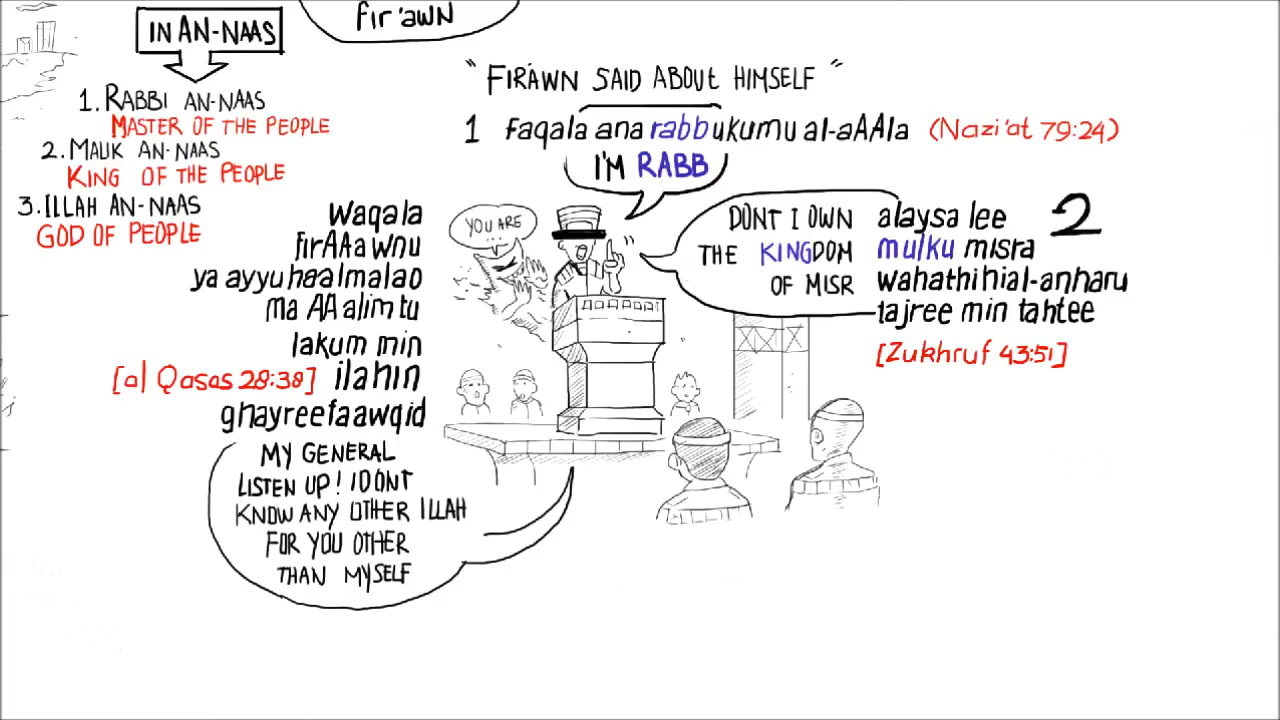 fir'awn
IN AN-NAAS
1. RABBI AN-NAAS
MASTER OF THE PEOPLE
2. MALIK AN-NAAS
KING OF THE PEOPLE
3. ILLAH AN-NAAS
GOD OF PEOPLE
"FIR'AWN SAID ABOUT HIMSELF"
1 faqala ana rabbukumu al-aAAla (Nazi'at 79:24)
I'M RABB
YOU ARE
...
DONT I OWN
THE KINGDOM
OF MISR
alaysa lee 2
mulku misra
wahathihial-anharu
tajree min tahtee
[Zukhruf 43:51]
Waqala
firAAawnu
ya ayyuhaalmalao
ma AAalimtu
lakum min
[al Qasas 28:38] ilahin
ghayreefaawqid
MY GENERAL
LISTEN UP! I DONT
KNOW ANY OTHER ILLAH
FOR YOU OTHER
THAN MYSELF